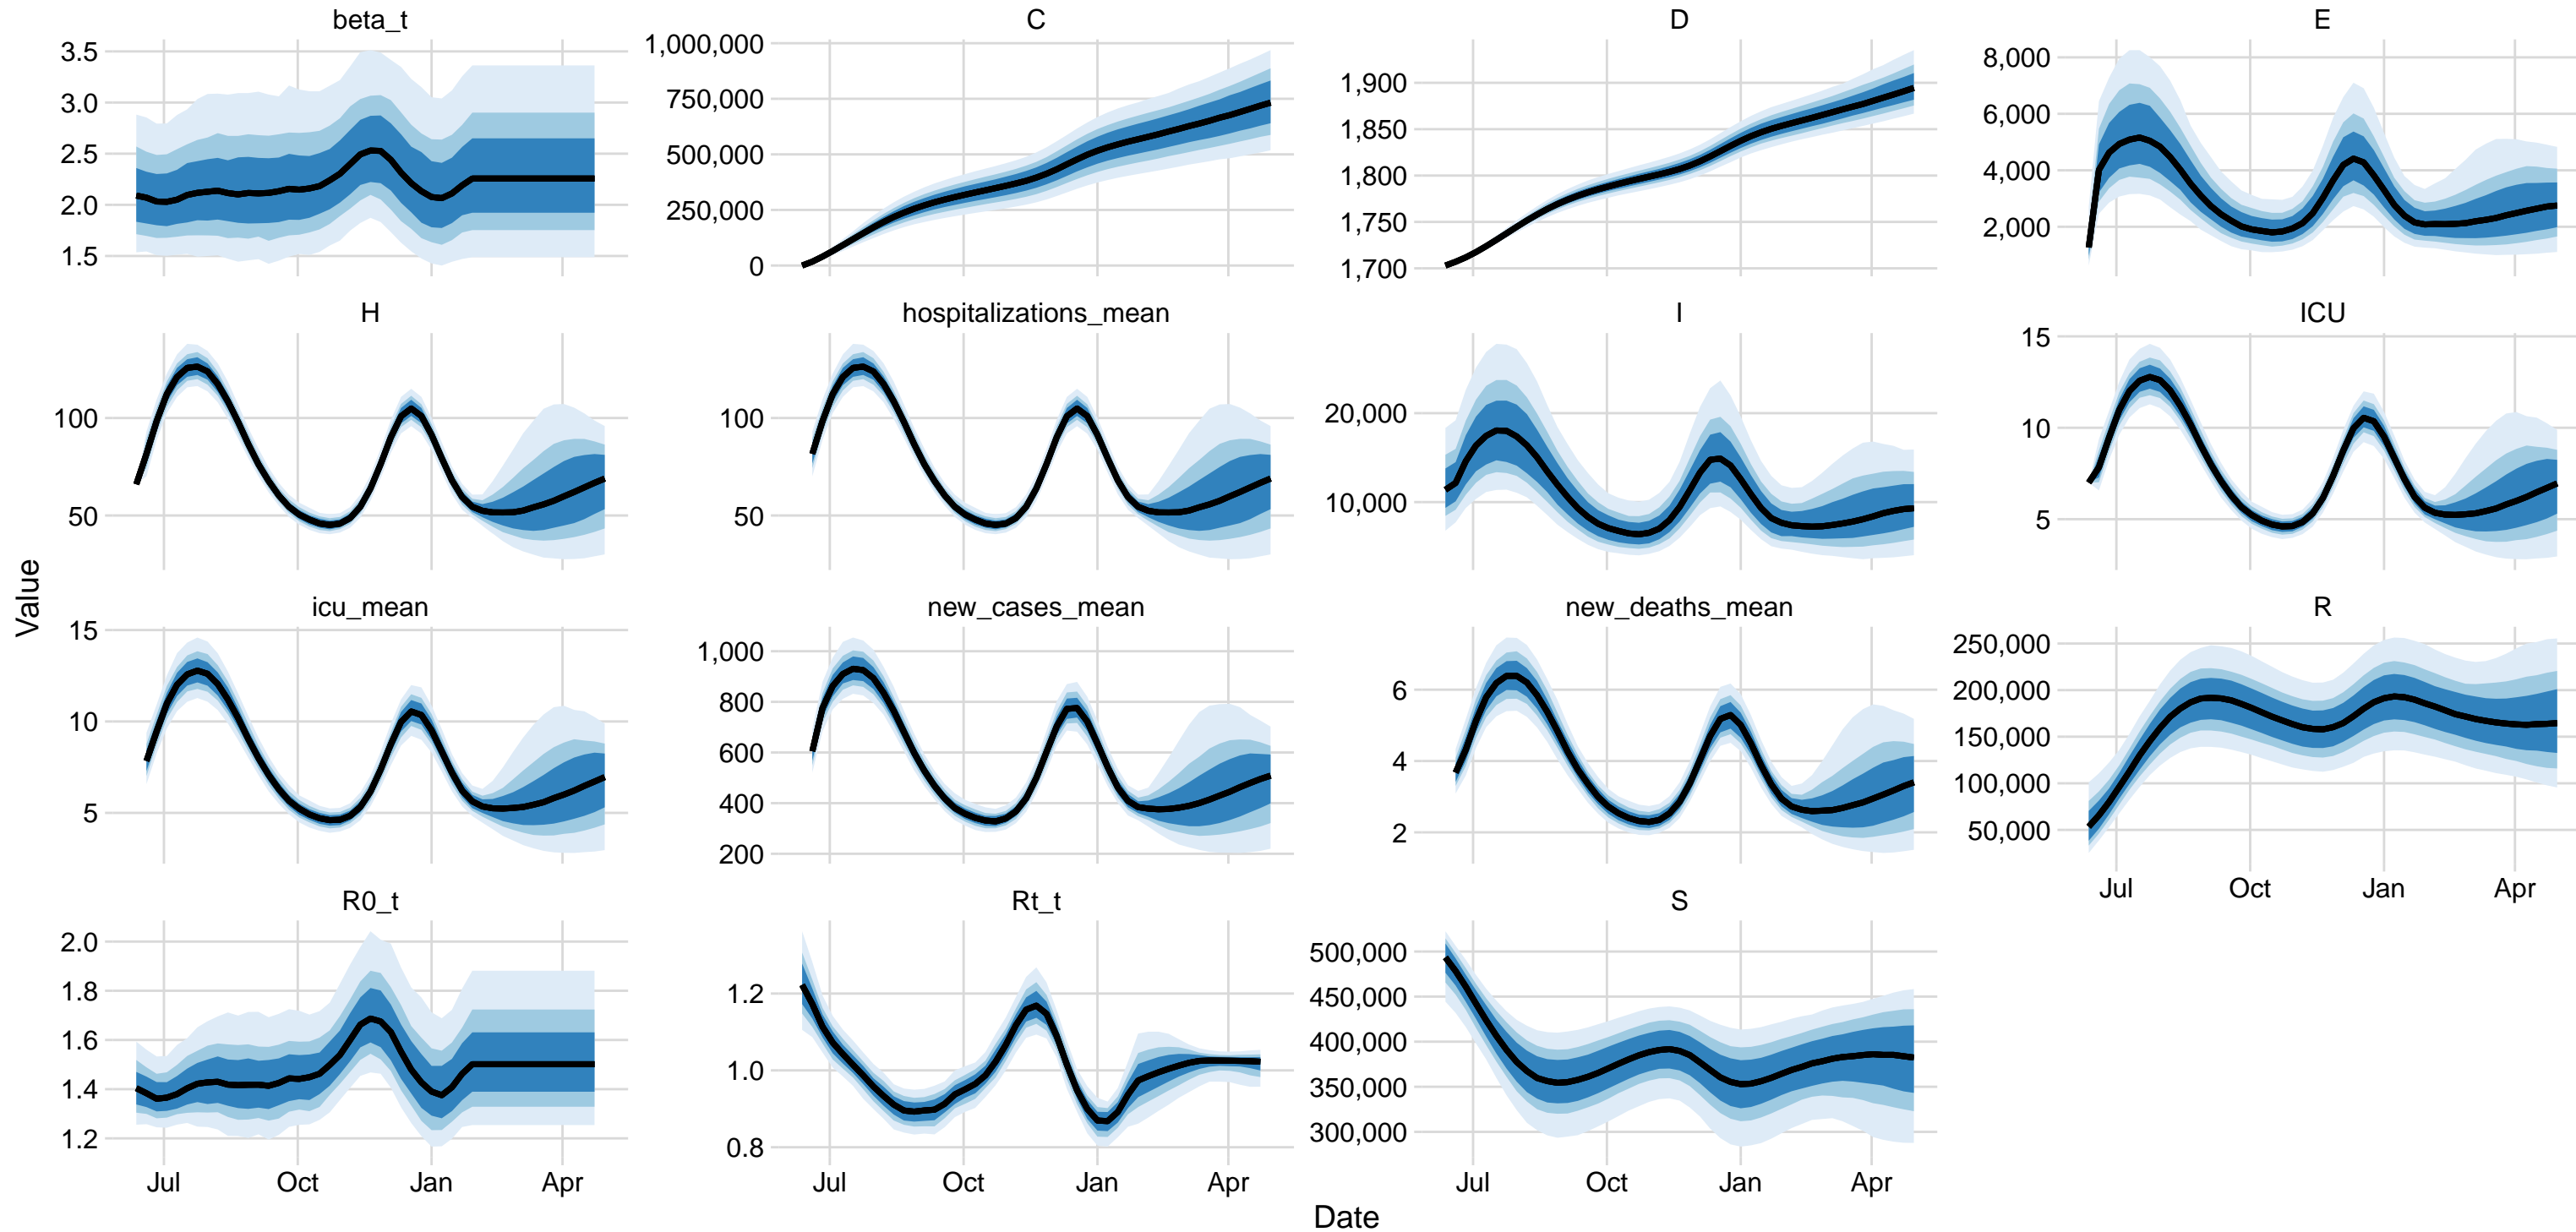 beta_t
C
D
E
3.5
3.0
2.5
2.0
1.5
1,000,000
750,000
500,000
250,000
0
1,900
1,850
1,800
1,750
1,700
8,000
6,000
4,000
2,000
H
hospitalizations_mean
I
ICU
100
50
100
50
20,000
10,000
15
10
5
Value
icu_mean
new_cases_mean
new_deaths_mean
R
15
10
5
1,000
800
600
400
200
6
4
2
250,000
200,000
150,000
100,000
50,000
Jul Oct Jan Apr
R0_t
Rt_t
S
2.0
1.8
1.6
1.4
1.2
1.2
1.0
0.8
500,000
450,000
400,000
350,000
300,000
Jul Oct Jan Apr
Jul Oct Jan Apr
Jul Oct Jan Apr
Date